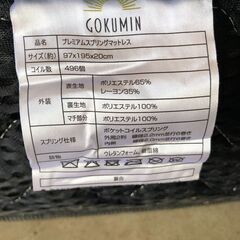 GOKUMIN
品名 プレミアムスプリングマットレス
サイズ(約) 97x195x20cm
コイル数 496個
外装 表生地 ポリエステル65%
レーヨン35%
裏生地 ポリエステル100%
マチ部分 ポリエステル100%
スプリング仕様 ポケットコイルスプリング
ウレタンフォーム